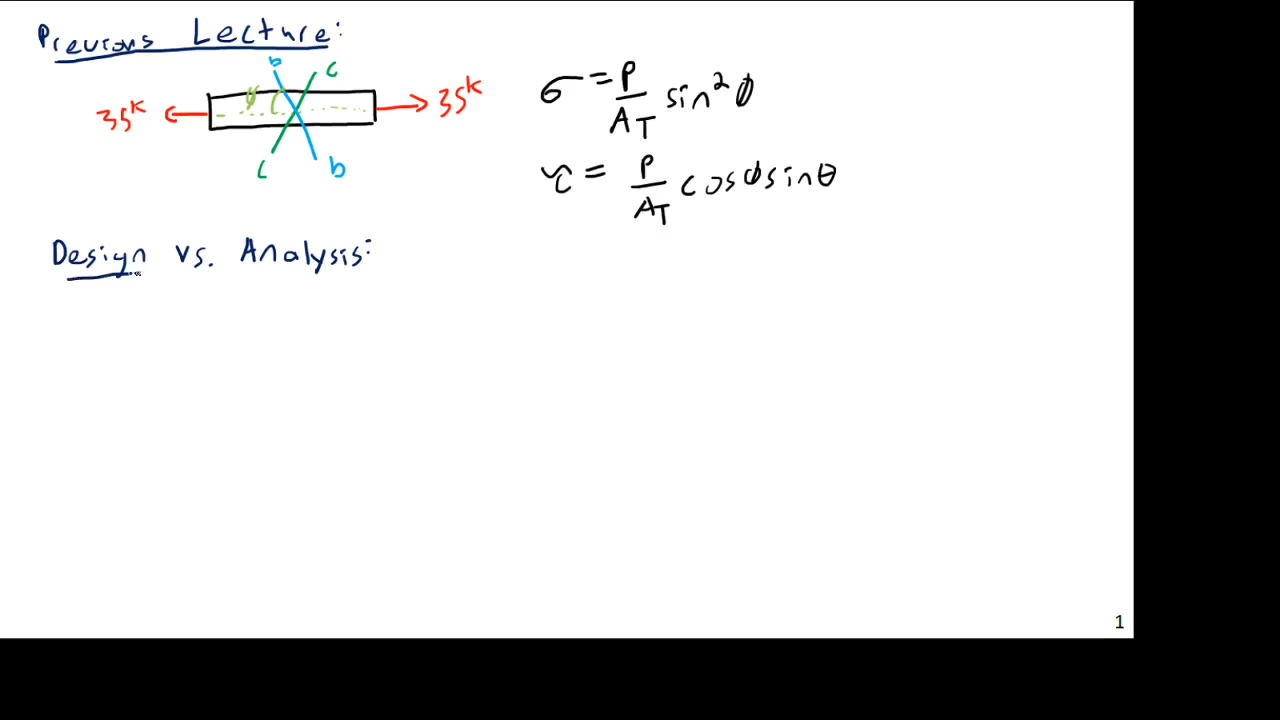 Previous Lecture:
b c
35ᴷ θ 35ᴷ
c b
σ = P/A_T sin²θ
τ = P/A_T cosθsinθ
Design vs. Analysis:
1